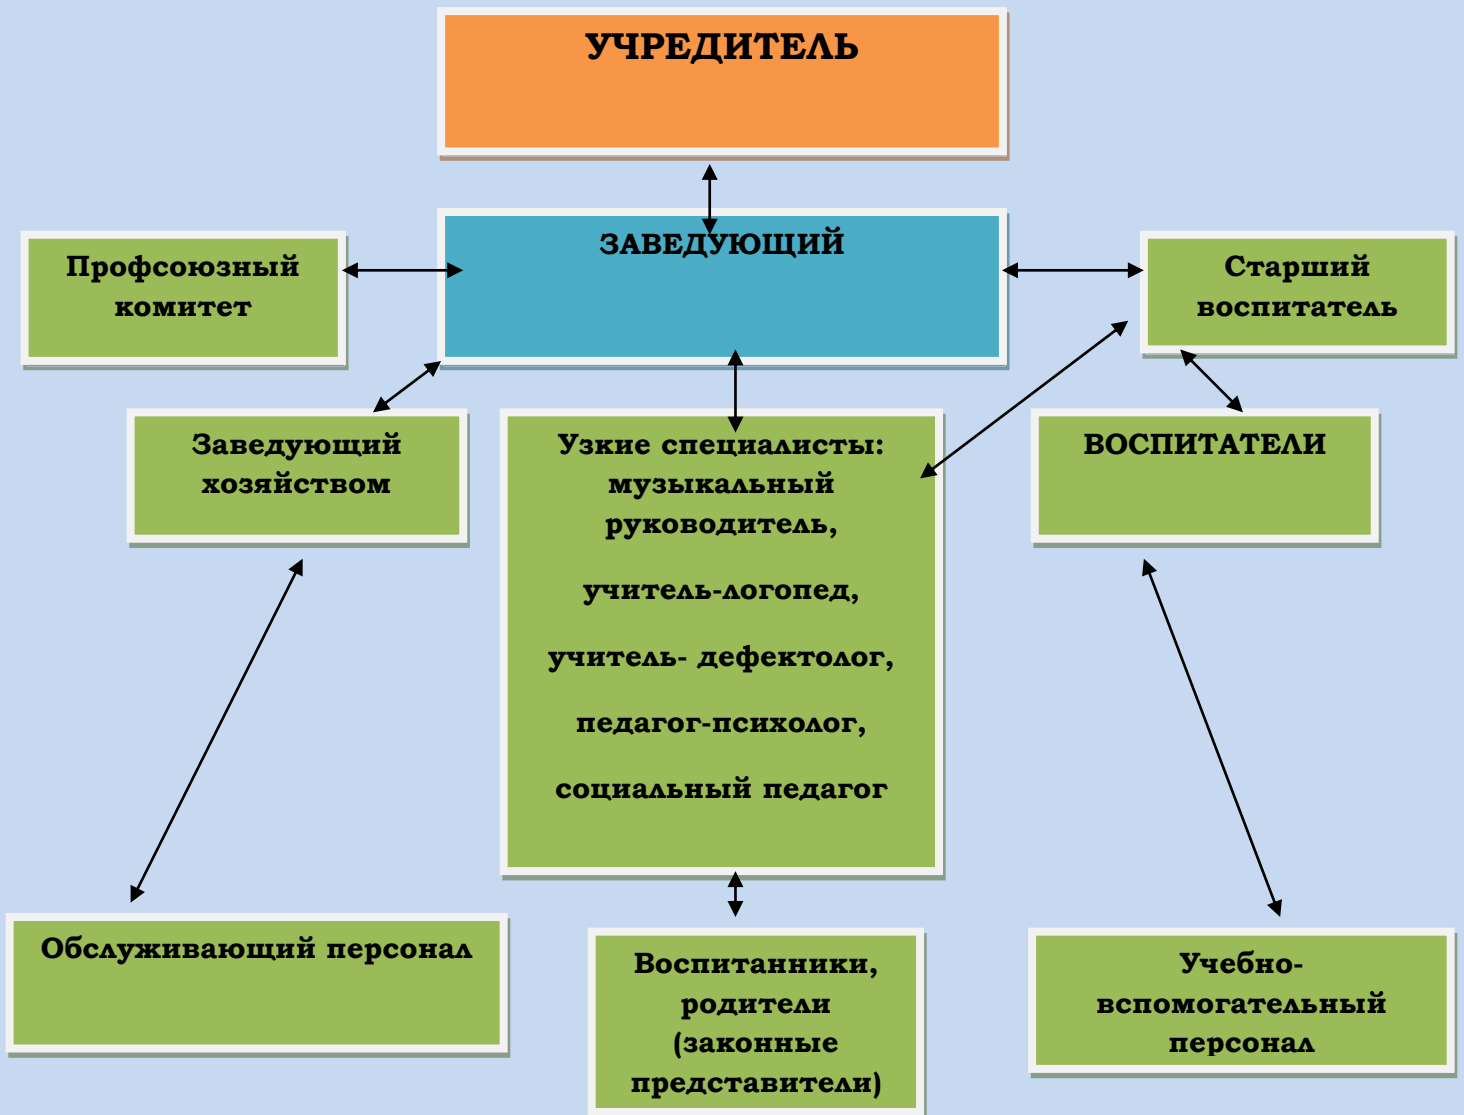 УЧРЕДИТЕЛЬ
ЗАВЕДУЮЩИЙ
Профсоюзный
комитет
Старший
воспитатель
Заведующий
хозяйством
Узкие специалисты:
музыкальный
руководитель,
учитель-логопед,
учитель- дефектолог,
педагог-психолог,
социальный педагог
ВОСПИТАТЕЛИ
Обслуживающий персонал
Воспитанники,
родители
(законные
представители)
Учебно-
вспомогательный
персонал